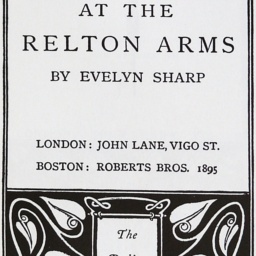 AT THE
RELTON ARMS
BY EVELYN SHARP
LONDON: JOHN LANE, VIGO ST.
BOSTON: ROBERTS BROS. 1895
The